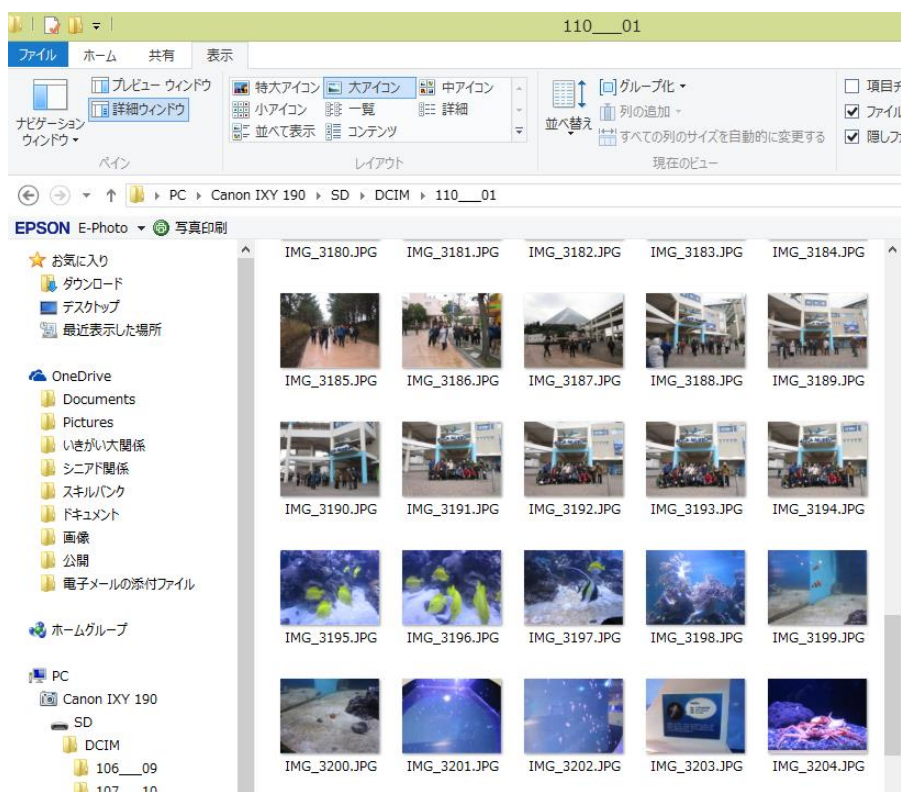 110___01
ファイル ホーム 共有 表示
プレビュー ウィンドウ
詳細ウィンドウ
ナビゲーション
ウィンドウ
ペイン
特大アイコン 大アイコン 中アイコン
小アイコン 一覧 詳細
並べて表示 コンテンツ
レイアウト
並べ替え
グループ化
列の追加
すべての列のサイズを自動的に変更する
現在のビュー
項目チ
ファイル
隠しファ
PC Canon IXY 190 SD DCIM 110___01
EPSON E-Photo 写真印刷
お気に入り
ダウンロード
デスクトップ
最近表示した場所
OneDrive
Documents
Pictures
いきがい大関係
シニアド関係
スキルバンク
ドキュメント
画像
公開
電子メールの添付ファイル
ホームグループ
PC
Canon IXY 190
SD
DCIM
106___09
107___10
IMG_3180.JPG IMG_3181.JPG IMG_3182.JPG IMG_3183.JPG IMG_3184.JPG
IMG_3185.JPG IMG_3186.JPG IMG_3187.JPG IMG_3188.JPG IMG_3189.JPG
IMG_3190.JPG IMG_3191.JPG IMG_3192.JPG IMG_3193.JPG IMG_3194.JPG
IMG_3195.JPG IMG_3196.JPG IMG_3197.JPG IMG_3198.JPG IMG_3199.JPG
IMG_3200.JPG IMG_3201.JPG IMG_3202.JPG IMG_3203.JPG IMG_3204.JPG